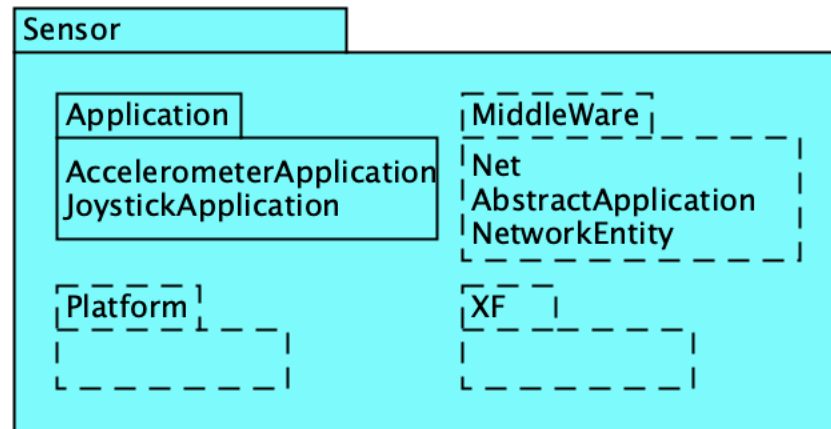 Sensor
Application
AccelerometerApplication
JoystickApplication
MiddleWare
Net
AbstractApplication
NetworkEntity
Platform
XF